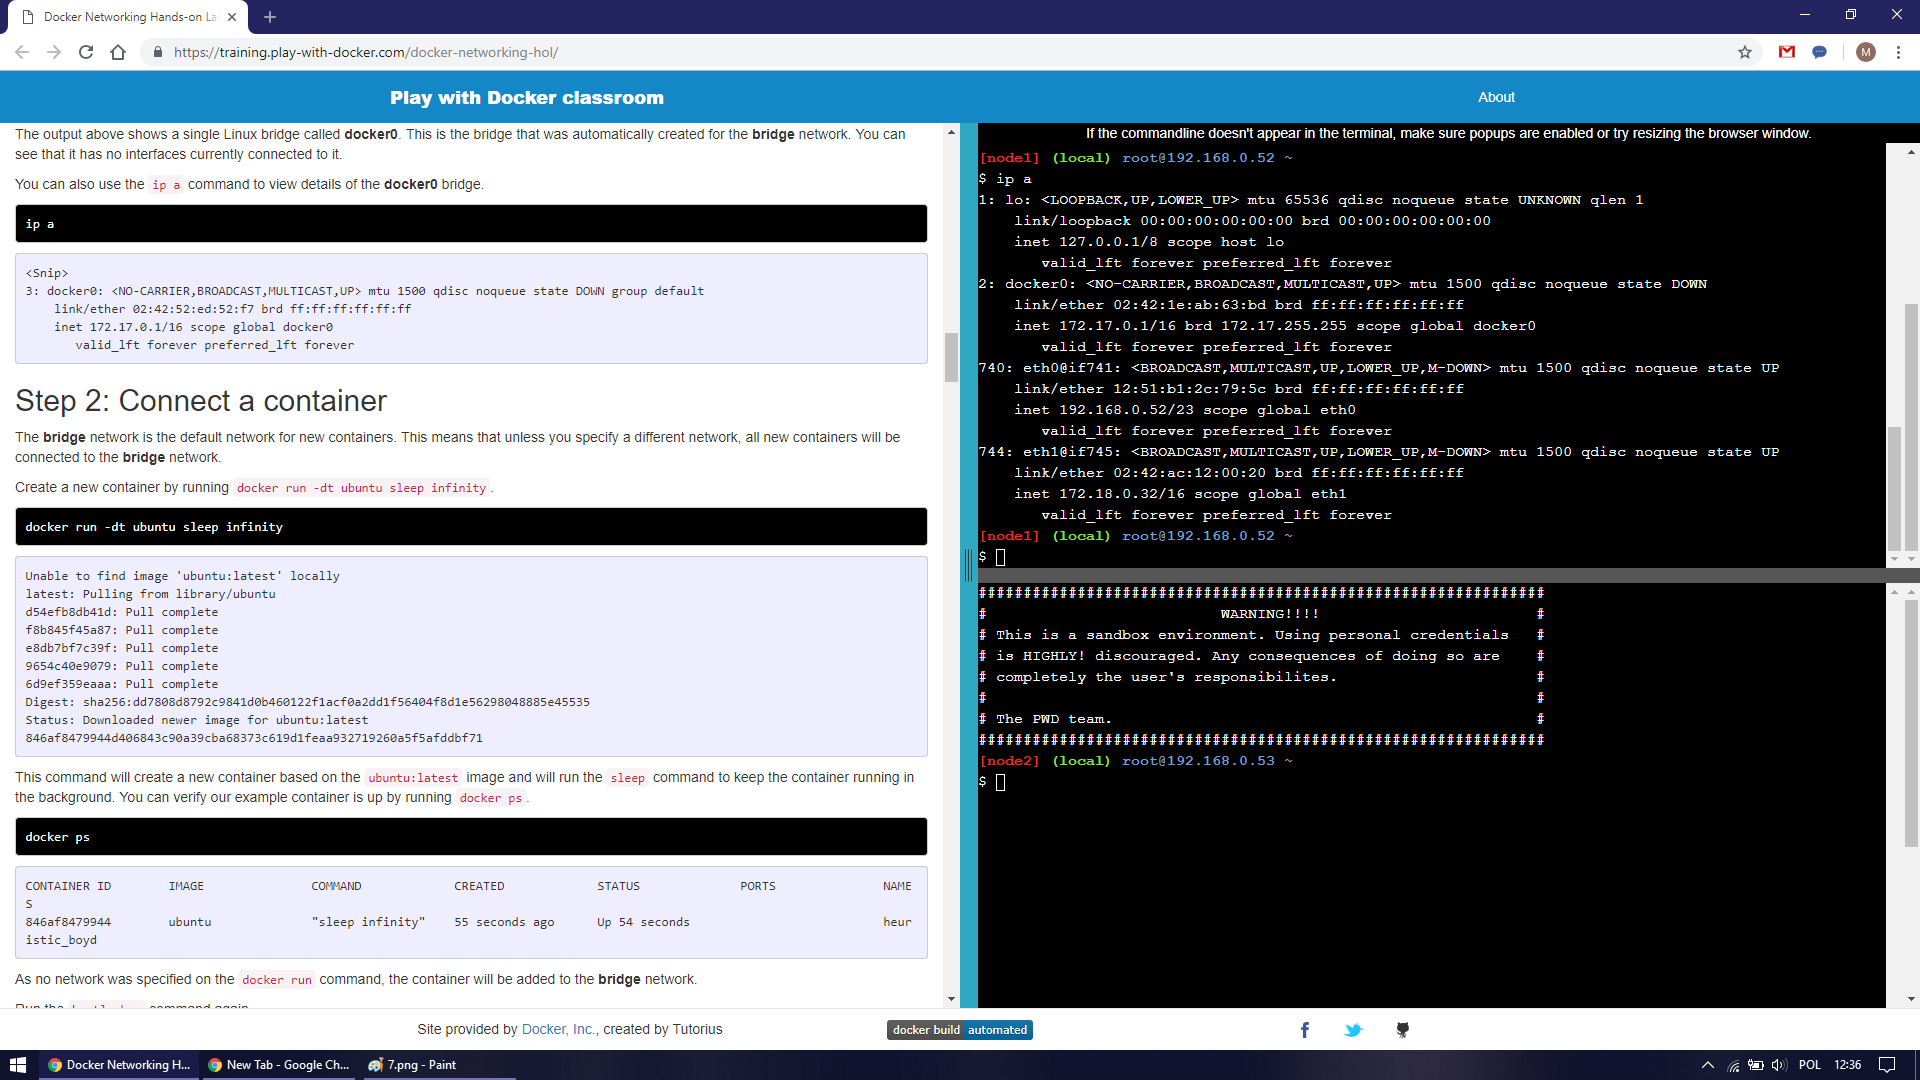 Docker Networking Hands-on La
https://training.play-with-docker.com/docker-networking-hol/
M
Play with Docker classroom
About
The output above shows a single Linux bridge called docker0. This is the bridge that was automatically created for the bridge network. You can
see that it has no interfaces currently connected to it.
You can also use the ip a command to view details of the docker0 bridge.
ip a
<Snip>
3: docker0: <NO-CARRIER,BROADCAST,MULTICAST,UP> mtu 1500 qdisc noqueue state DOWN group default
link/ether 02:42:52:ed:52:f7 brd ff:ff:ff:ff:ff:ff
inet 172.17.0.1/16 scope global docker0
valid_lft forever preferred_lft forever
Step 2: Connect a container
The bridge network is the default network for new containers. This means that unless you specify a different network, all new containers will be
connected to the bridge network.
Create a new container by running docker run -dt ubuntu sleep infinity .
docker run -dt ubuntu sleep infinity
Unable to find image 'ubuntu:latest' locally
latest: Pulling from library/ubuntu
d54efb8db41d: Pull complete
f8b845f45a87: Pull complete
e8db7bf7c39f: Pull complete
9654c40e9079: Pull complete
6d9ef359eaaa: Pull complete
Digest: sha256:dd7808d8792c9841d0b460122f1acf0a2dd1f56404f8d1e56298048885e45535
Status: Downloaded newer image for ubuntu:latest
846af8479944d406843c90a39cba68373c619d1feaa932719260a5f5afddbf71
This command will create a new container based on the ubuntu:latest image and will run the sleep command to keep the container running in
the background. You can verify our example container is up by running docker ps .
docker ps
CONTAINER ID IMAGE COMMAND CREATED STATUS PORTS NAME
S
846af8479944 ubuntu "sleep infinity" 55 seconds ago Up 54 seconds heur
istic_boyd
As no network was specified on the docker run command, the container will be added to the bridge network.
If the commandline doesn't appear in the terminal, make sure popups are enabled or try resizing the browser window.
[node1] (local) root@192.168.0.52 ~
$ ip a
1: lo: <LOOPBACK,UP,LOWER_UP> mtu 65536 qdisc noqueue state UNKNOWN qlen 1
link/loopback 00:00:00:00:00:00 brd 00:00:00:00:00:00
inet 127.0.0.1/8 scope host lo
valid_lft forever preferred_lft forever
2: docker0: <NO-CARRIER,BROADCAST,MULTICAST,UP> mtu 1500 qdisc noqueue state DOWN
link/ether 02:42:1e:ab:63:bd brd ff:ff:ff:ff:ff:ff
inet 172.17.0.1/16 brd 172.17.255.255 scope global docker0
valid_lft forever preferred_lft forever
740: eth0@if741: <BROADCAST,MULTICAST,UP,LOWER_UP,M-DOWN> mtu 1500 qdisc noqueue state UP
link/ether 12:51:b1:2c:79:5c brd ff:ff:ff:ff:ff:ff
inet 192.168.0.52/23 scope global eth0
valid_lft forever preferred_lft forever
744: eth1@if745: <BROADCAST,MULTICAST,UP,LOWER_UP,M-DOWN> mtu 1500 qdisc noqueue state UP
link/ether 02:42:ac:12:00:20 brd ff:ff:ff:ff:ff:ff
inet 172.18.0.32/16 scope global eth1
valid_lft forever preferred_lft forever
[node1] (local) root@192.168.0.52 ~
$
###############################################################
# WARNING!!!! #
# This is a sandbox environment. Using personal credentials #
# is HIGHLY! discouraged. Any consequences of doing so are #
# completely the user's responsibilites. #
# #
# The PWD team. #
###############################################################
[node2] (local) root@192.168.0.53 ~
$
Site provided by Docker, Inc., created by Tutorius
docker build automated
Docker Networking H...
New Tab - Google Ch...
7.png - Paint
POL
12:36